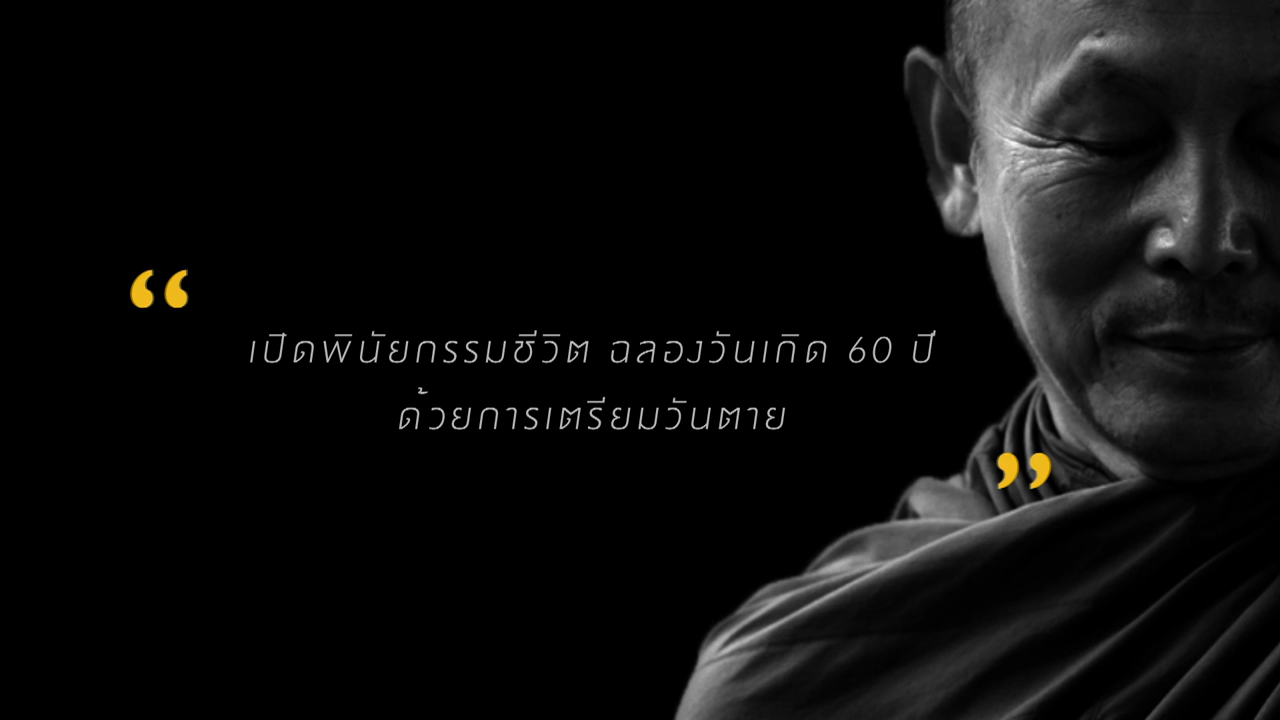 “
เปิดพินัยกรรมชีวิต ฉลองวันเกิด 60 ปี
ด้วยการเตรียมวันตาย
”